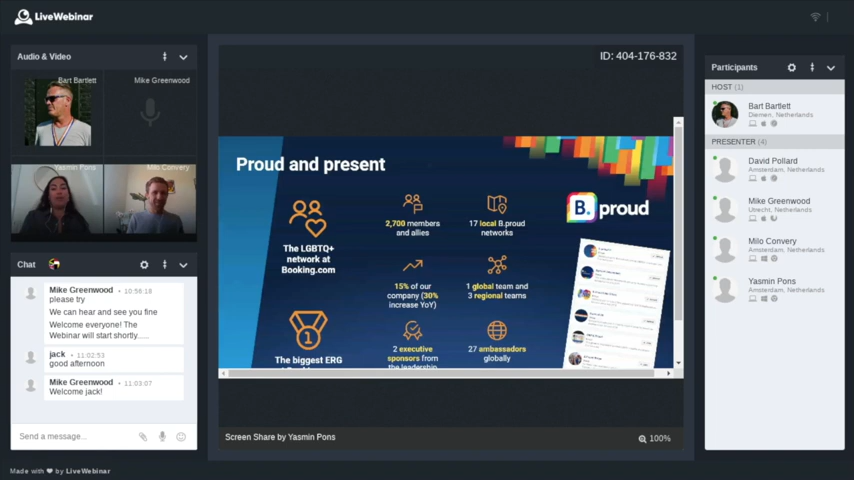 LiveWebinar
Audio & Video
Bart Bartlett
Mike Greenwood
Yasmin Pons
Milo Convery
Chat
Mike Greenwood • 10:56:18
please try
We can hear and see you fine
Welcome everyone! The
Webinar will start shortly.....
jack • 11:02:53
good afternoon
Mike Greenwood • 11:03:07
Welcome jack!
Send a message...
Made with ❤ by LiveWebinar
ID: 404-176-832
Proud and present
The LGBTQ+
network at
Booking.com
The biggest ERG
2,700 members
and allies
17 local B.proud
networks
15% of our
company (30%
increase YoY)
1 global team and
3 regional teams
2 executive
sponsors from
the leadership
27 ambassadors
globally
B.proud
Screen Share by Yasmin Pons
100%
Participants
HOST (1)
Bart Bartlett
Diemen, Netherlands
PRESENTER (4)
David Pollard
Amsterdam, Netherlands
Mike Greenwood
Utrecht, Netherlands
Milo Convery
Amsterdam, Netherlands
Yasmin Pons
Amsterdam, Netherlands